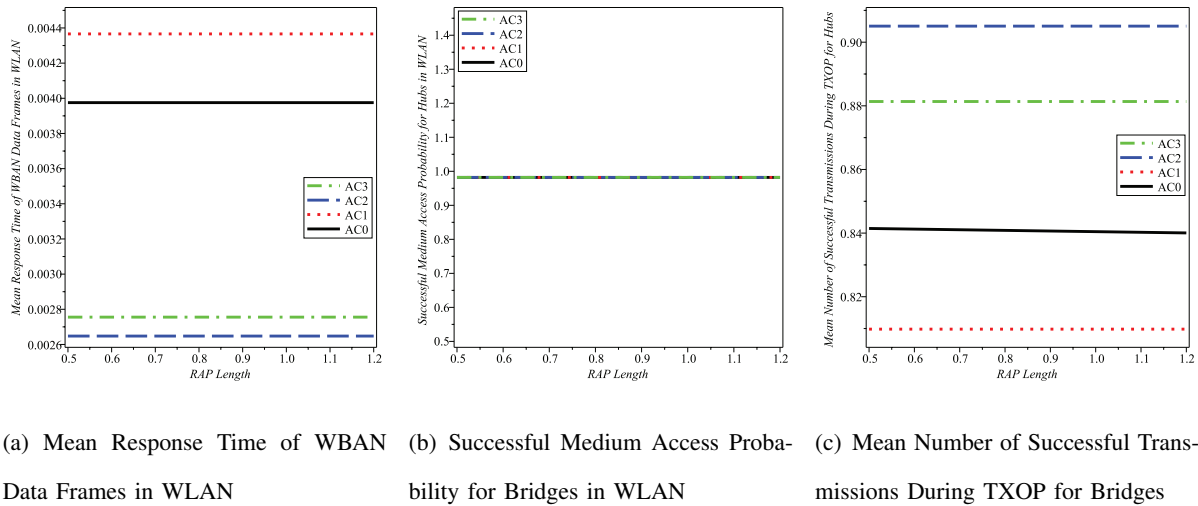 Mean Response Time of WBAN Data Frames in WLAN
0.0044
0.0042
0.0040
0.0038
0.0036
0.0034
0.0032
0.0030
0.0028
0.0026
AC3
AC2
AC1
AC0
0.5 0.6 0.7 0.8 0.9 1.0 1.1 1.2
RAP Length
Successful Medium Access Probability for Hubs in WLAN
1.4
1.3
1.2
1.1
1.0
0.9
0.8
0.7
0.6
0.5
AC3
AC2
AC1
AC0
0.5 0.6 0.7 0.8 0.9 1.0 1.1 1.2
RAP Length
Mean Number of Successful Transmissions During TXOP for Hubs
0.90
0.88
0.86
0.84
0.82
AC3
AC2
AC1
AC0
0.5 0.6 0.7 0.8 0.9 1.0 1.1 1.2
RAP Length
(a) Mean Response Time of WBAN
Data Frames in WLAN
(b) Successful Medium Access Proba-
bility for Bridges in WLAN
(c) Mean Number of Successful Trans-
missions During TXOP for Bridges